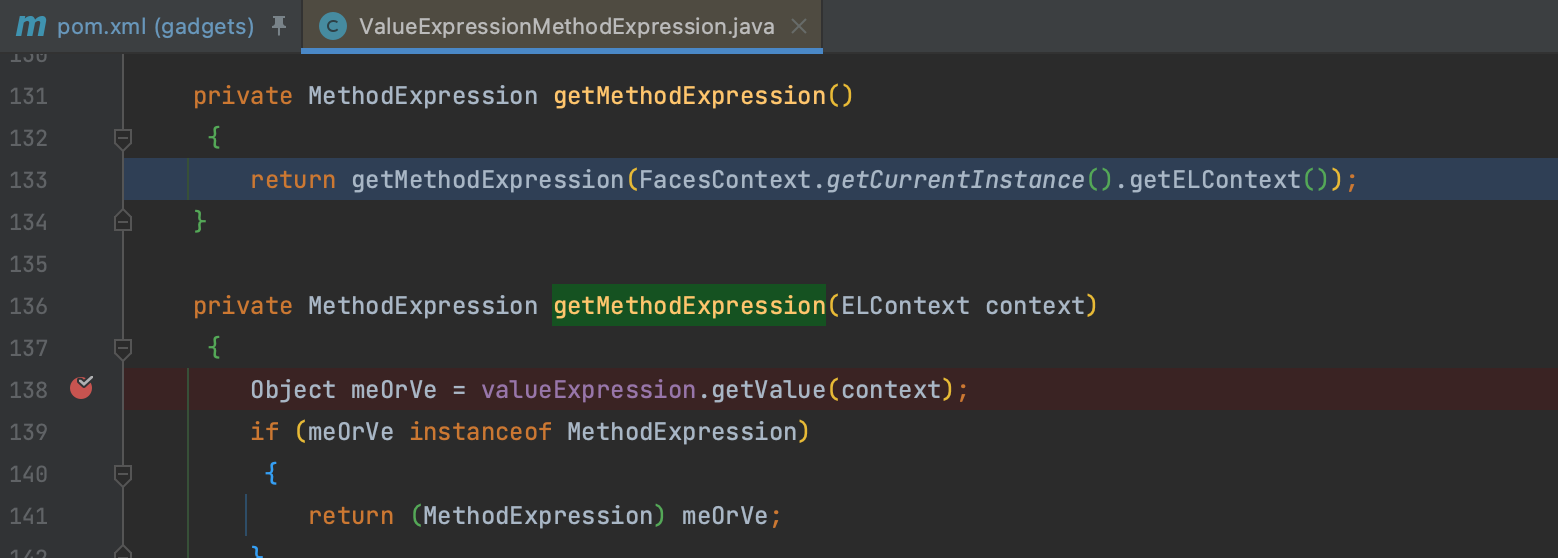 m pom.xml (gadgets) C ValueExpressionMethodExpression.java
130
131 private MethodExpression getMethodExpression()
132 {
133 return getMethodExpression(FacesContext.getCurrentInstance().getELContext());
134 }
135
136 private MethodExpression getMethodExpression(ELContext context)
137 {
138 Object meOrVe = valueExpression.getValue(context);
139 if (meOrVe instanceof MethodExpression)
140 {
141 return (MethodExpression) meOrVe;
142 }